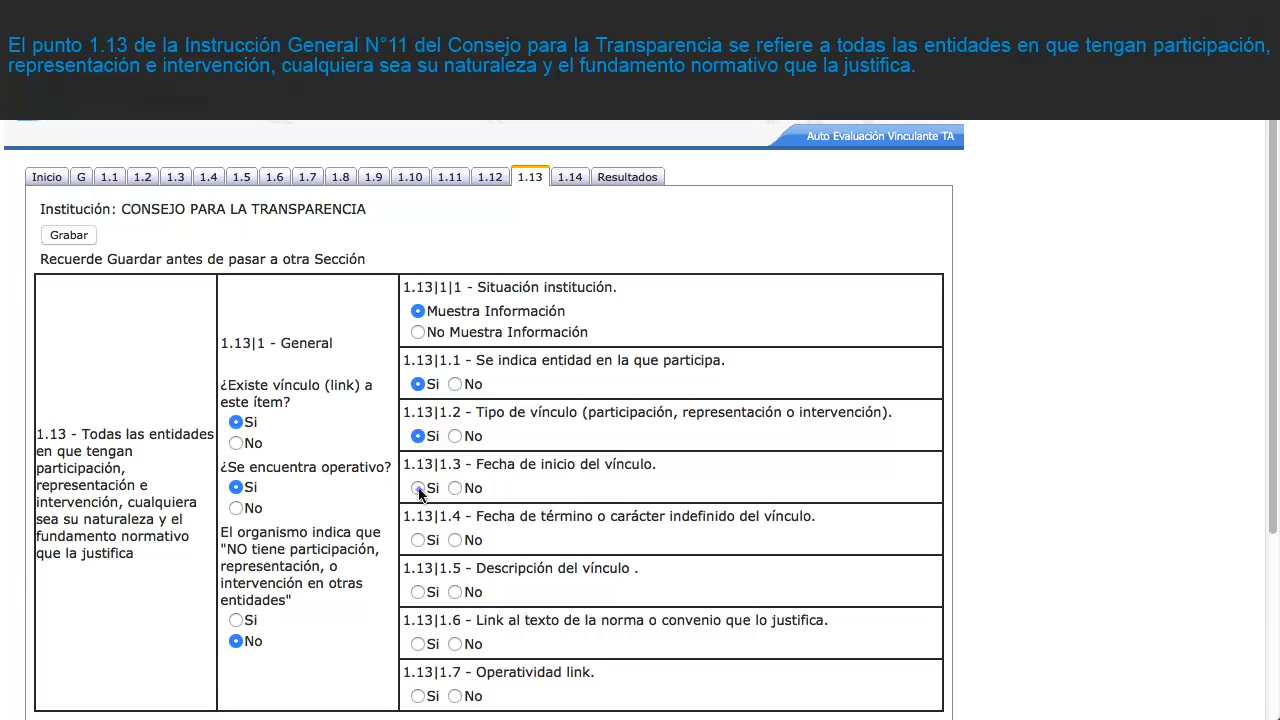 El punto 1.13 de la Instrucción General N°11 del Consejo para la Transparencia se refiere a todas las entidades en que tengan participación,
representación e intervención, cualquiera sea su naturaleza y el fundamento normativo que la justifica.
Auto Evaluación Vinculante TA
Inicio G 1.1 1.2 1.3 1.4 1.5 1.6 1.7 1.8 1.9 1.10 1.11 1.12 1.13 1.14 Resultados
Institución: CONSEJO PARA LA TRANSPARENCIA
Grabar
Recuerde Guardar antes de pasar a otra Sección
1.13 - Todas las entidades
en que tengan
participación,
representación e
intervención, cualquiera
sea su naturaleza y el
fundamento normativo
que la justifica
1.13|1 - General
¿Existe vínculo (link) a
este ítem?
Si
No
¿Se encuentra operativo?
Si
No
El organismo indica que
"NO tiene participación,
representación, o
intervención en otras
entidades"
Si
No
1.13|1|1 - Situación institución.
Muestra Información
No Muestra Información
1.13|1.1 - Se indica entidad en la que participa.
Si No
1.13|1.2 - Tipo de vínculo (participación, representación o intervención).
Si No
1.13|1.3 - Fecha de inicio del vínculo.
Si No
1.13|1.4 - Fecha de término o carácter indefinido del vínculo.
Si No
1.13|1.5 - Descripción del vínculo .
Si No
1.13|1.6 - Link al texto de la norma o convenio que lo justifica.
Si No
1.13|1.7 - Operatividad link.
Si No